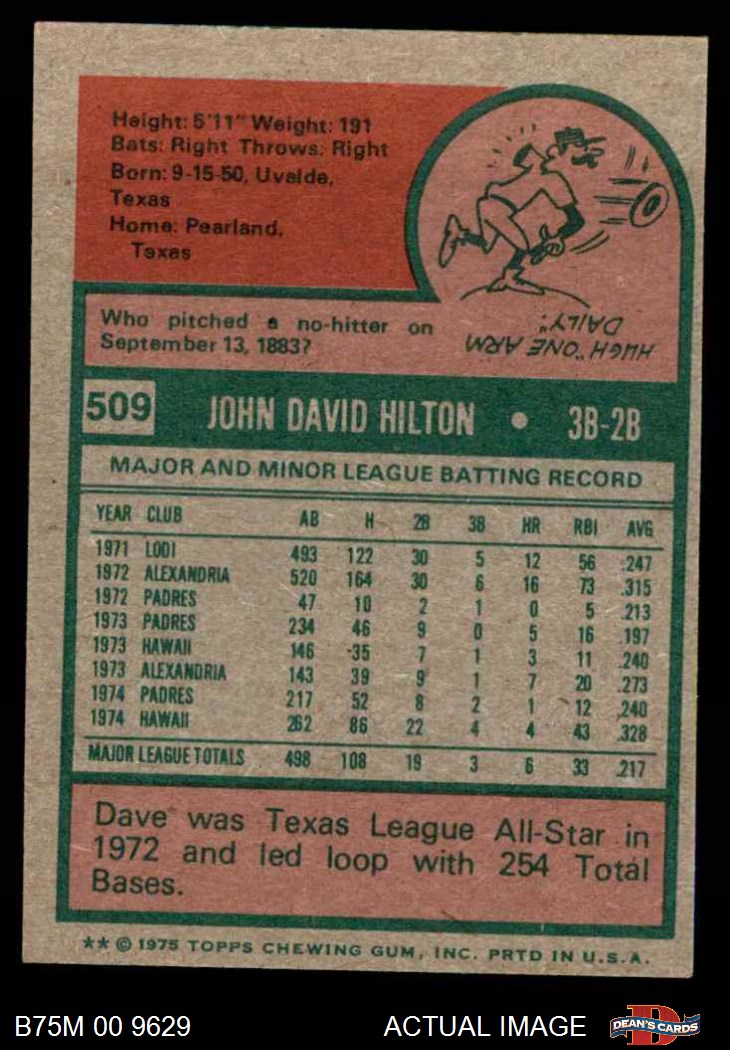 Height: 5'11" Weight: 191
Bats: Right Throws: Right
Born: 9-15-50, Uvalde,
Texas
Home: Pearland,
Texas
Who pitched a no-hitter on
September 13, 1883?
HUGH "ONE ARM
DAILY".
509 JOHN DAVID HILTON • 3B-2B
MAJOR AND MINOR LEAGUE BATTING RECORD
YEAR CLUB AB H 2B 3B HR RBI AVG
1971 LODI 493 122 30 5 12 56 .247
1972 ALEXANDRIA 520 164 30 6 16 73 .315
1972 PADRES 47 10 2 1 0 5 .213
1973 PADRES 234 46 9 0 5 16 .197
1973 HAWAII 146 35 7 1 3 11 .240
1973 ALEXANDRIA 143 39 9 1 7 20 .273
1974 PADRES 217 52 8 2 1 12 .240
1974 HAWAII 262 86 22 4 4 43 .328
MAJOR LEAGUE TOTALS 498 108 19 3 6 33 .217
Dave was Texas League All-Star in
1972 and led loop with 254 Total
Bases.
** © 1975 TOPPS CHEWING GUM, INC. PRTD IN U.S.A.
B75M 00 9629 ACTUAL IMAGE DEAN'S CARDS